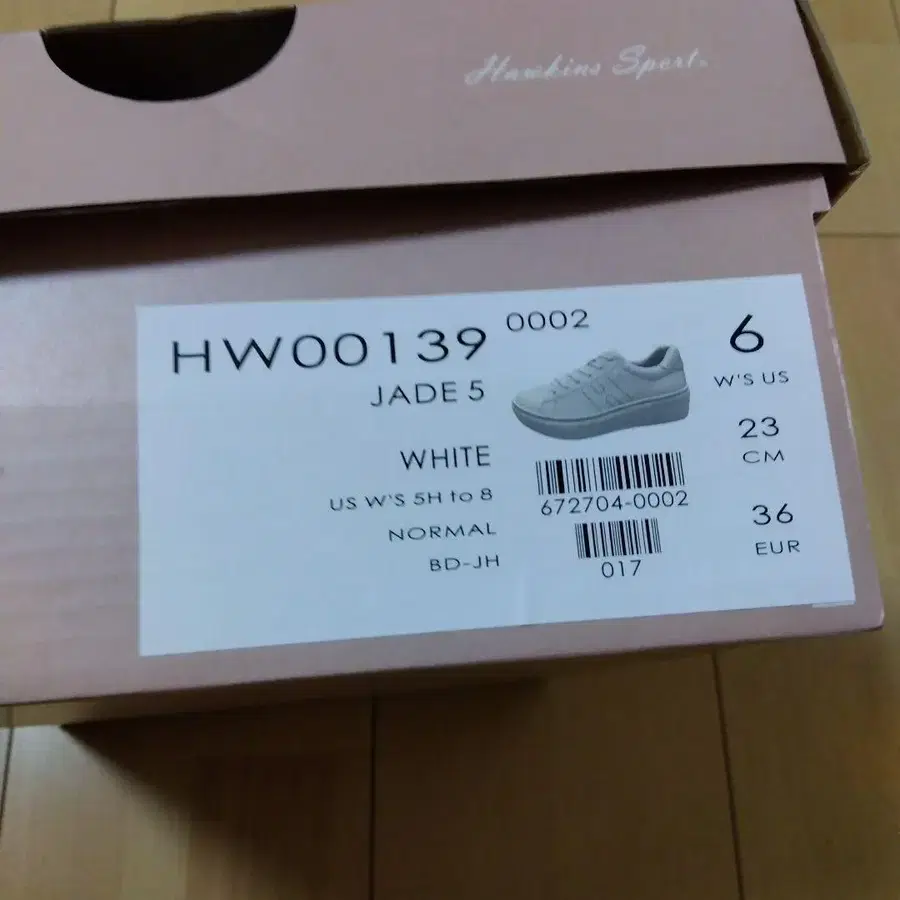 Hawkins Sport
HW00139 0002
JADE 5
WHITE
US W'S 5H to 8
NORMAL
BD-JH
672704-0002
017
6
W'S US
23
CM
36
EUR